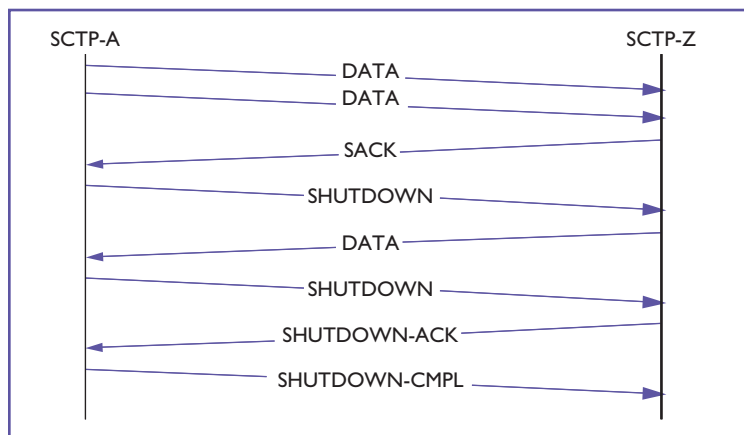 SCTP-A SCTP-Z
DATA
DATA
SACK
SHUTDOWN
DATA
SHUTDOWN
SHUTDOWN-ACK
SHUTDOWN-CMPL